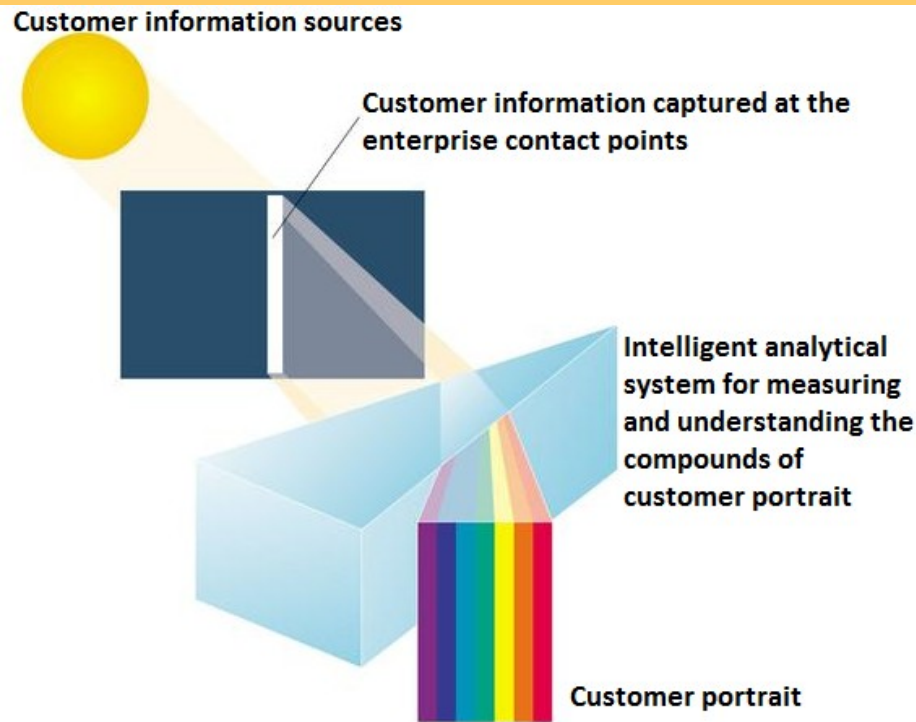 Customer information sources
Customer information captured at the
enterprise contact points
Intelligent analytical
system for measuring
and understanding the
compounds of
customer portrait
Customer portrait